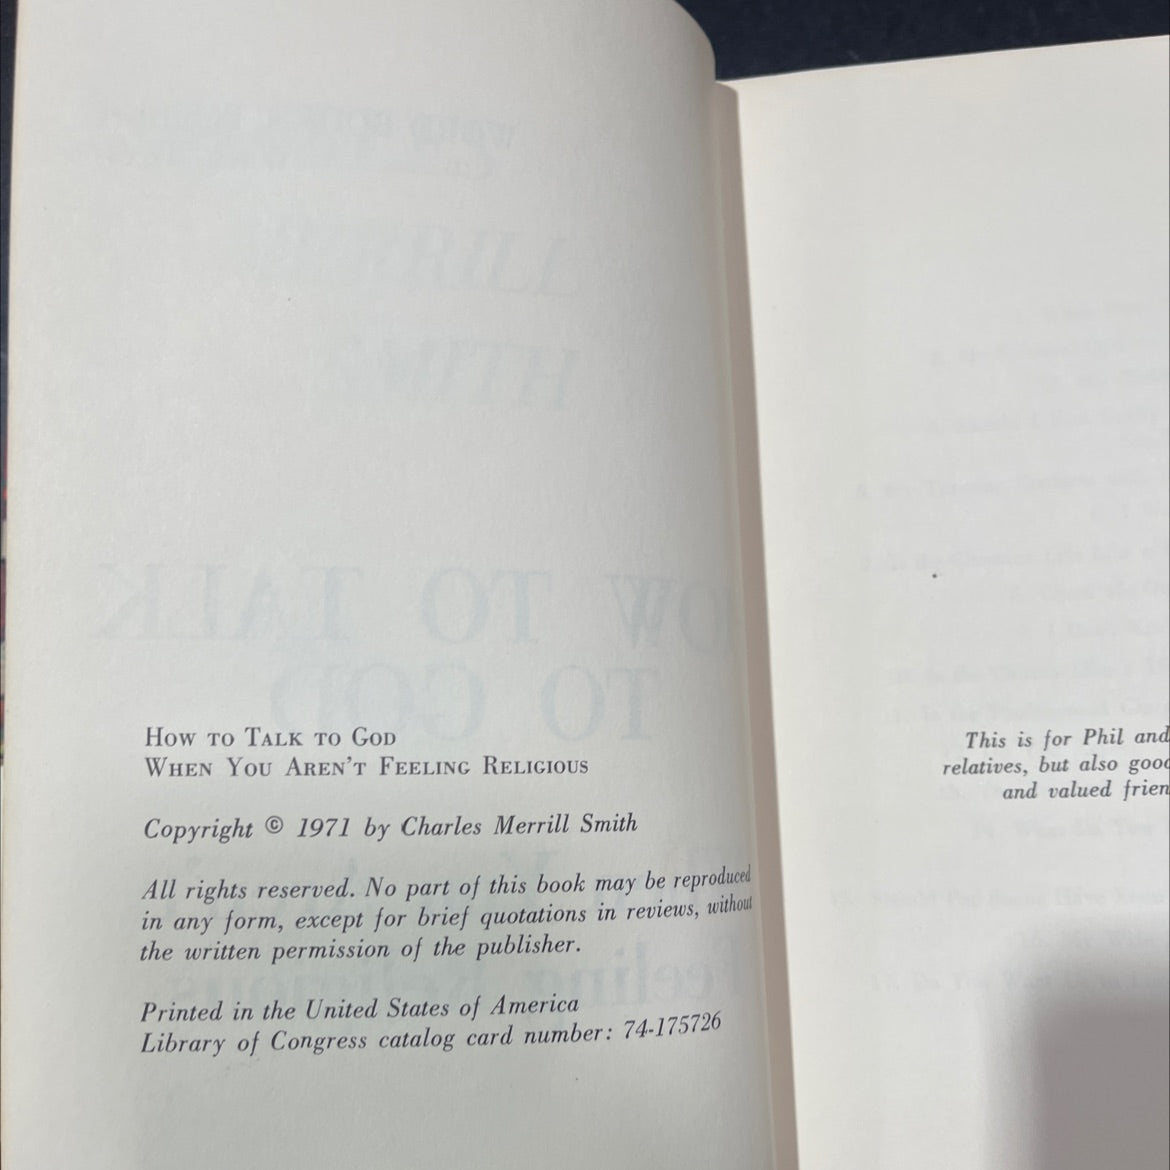 How to Talk to God
When You Aren't Feeling Religious
Copyright © 1971 by Charles Merrill Smith
All rights reserved. No part of this book may be reproduced
in any form, except for brief quotations in reviews, without
the written permission of the publisher.
Printed in the United States of America
Library of Congress catalog card number: 74-175726
This is for Phil and
relatives, but also good
and valued